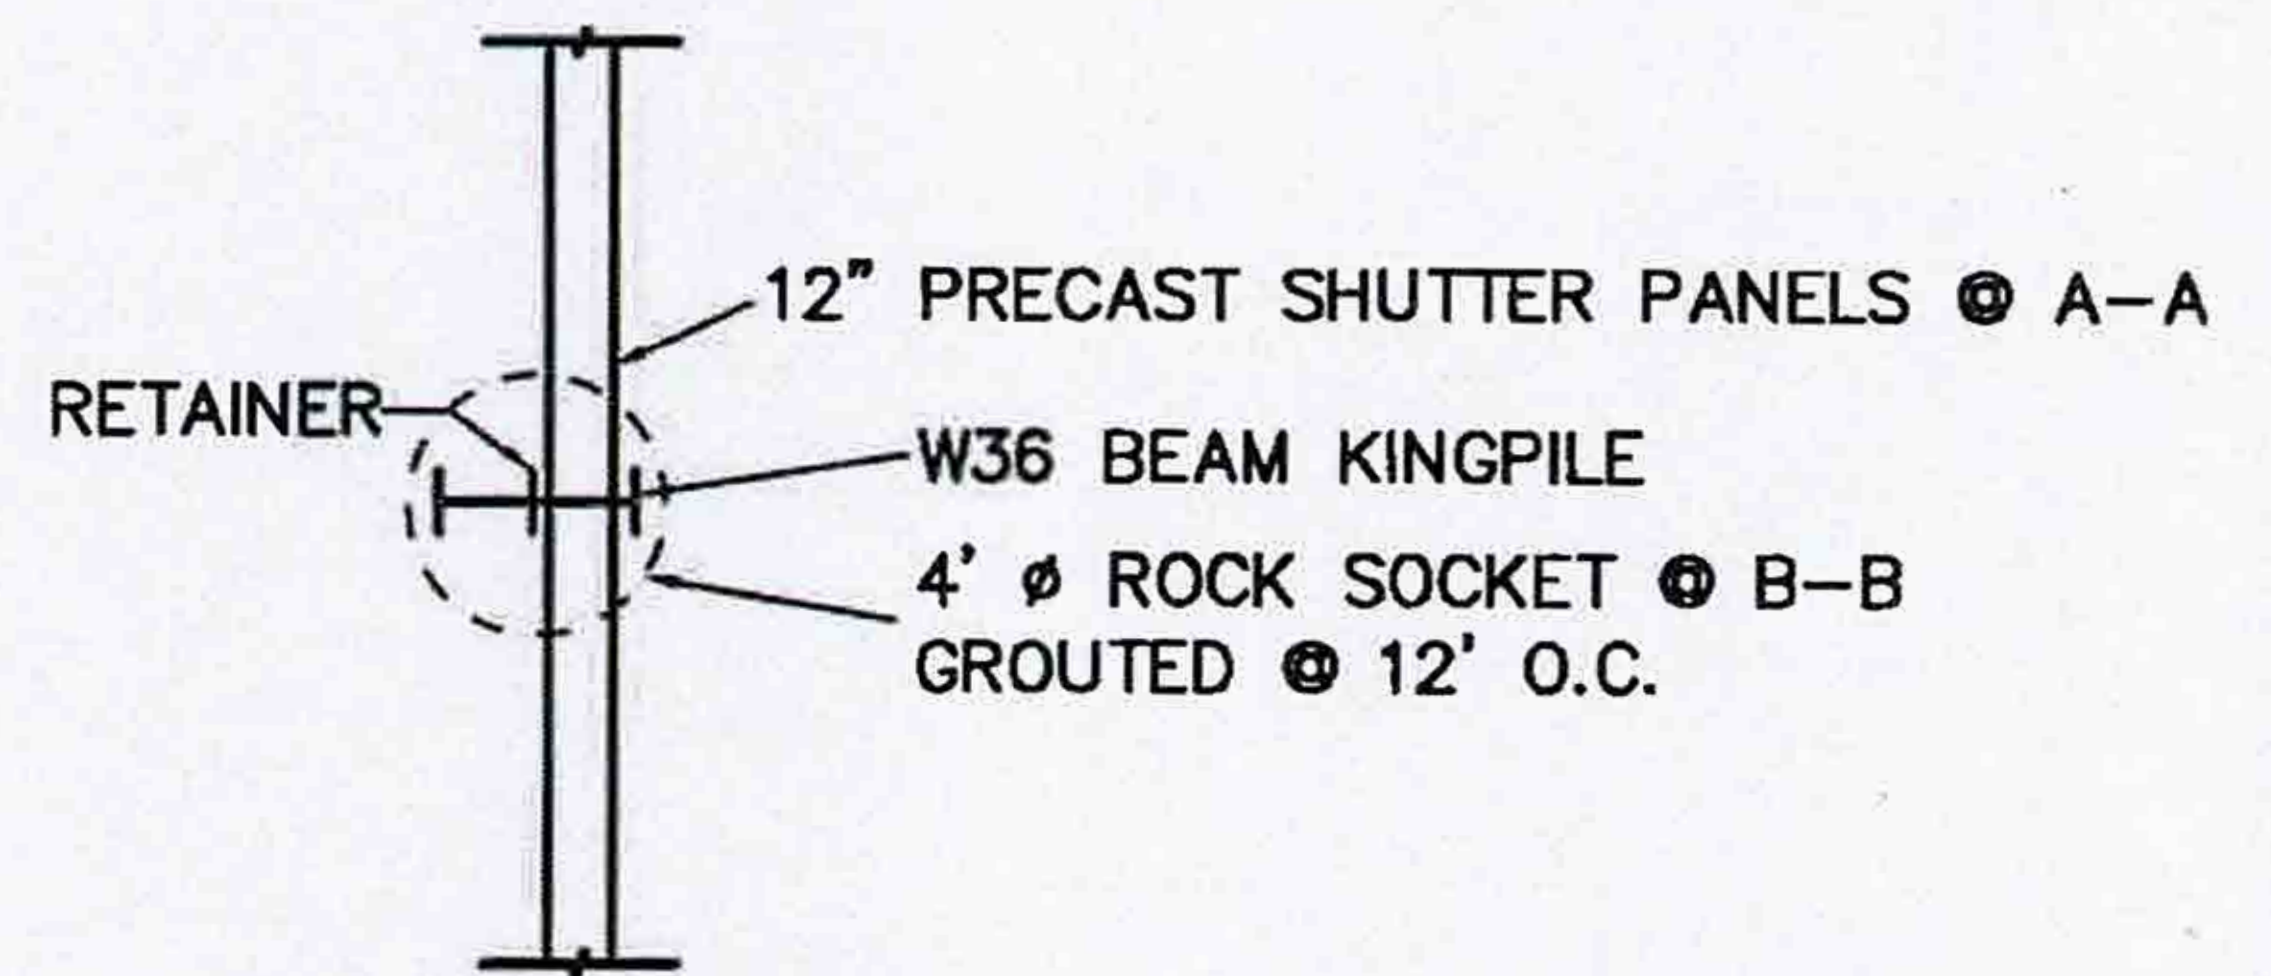 12" PRECAST SHUTTER PANELS @ A-A
RETAINER
W36 BEAM KINGPILE
4' ø ROCK SOCKET @ B-B
GROUTED @ 12' O.C.